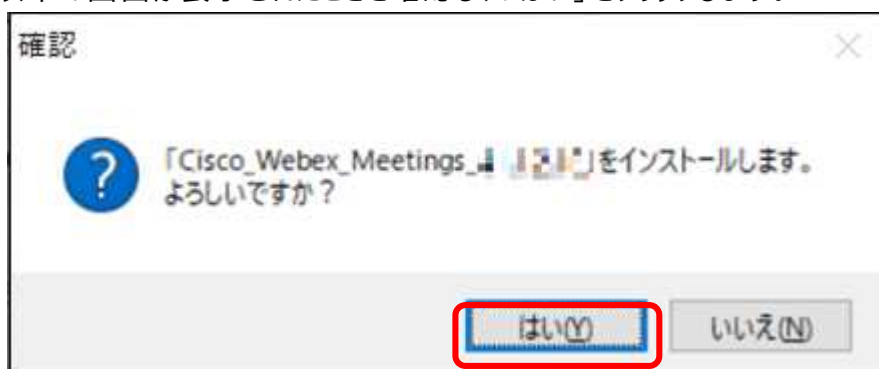 確認
「Cisco_Webex_Meetings_ 」をインストールします。
よろしいですか？
はい(Y)
いいえ(N)